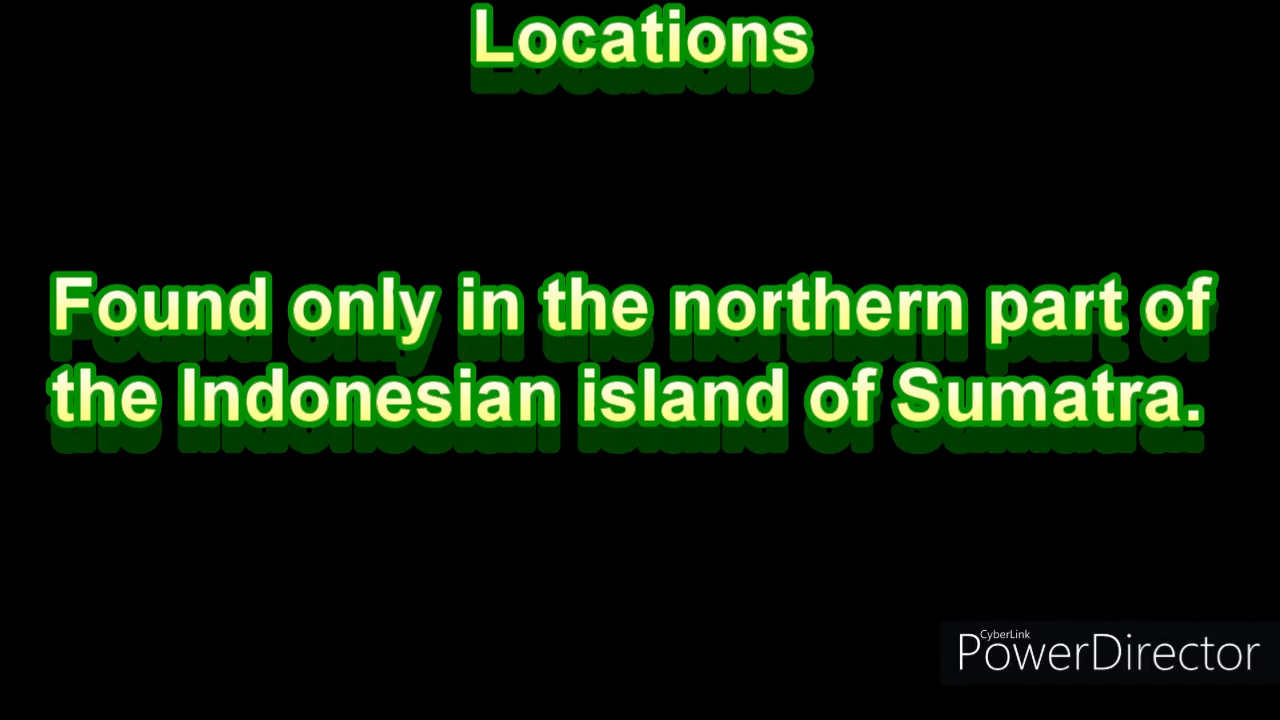 Locations
Found only in the northern part of
the Indonesian island of Sumatra.
CyberLink
PowerDirector